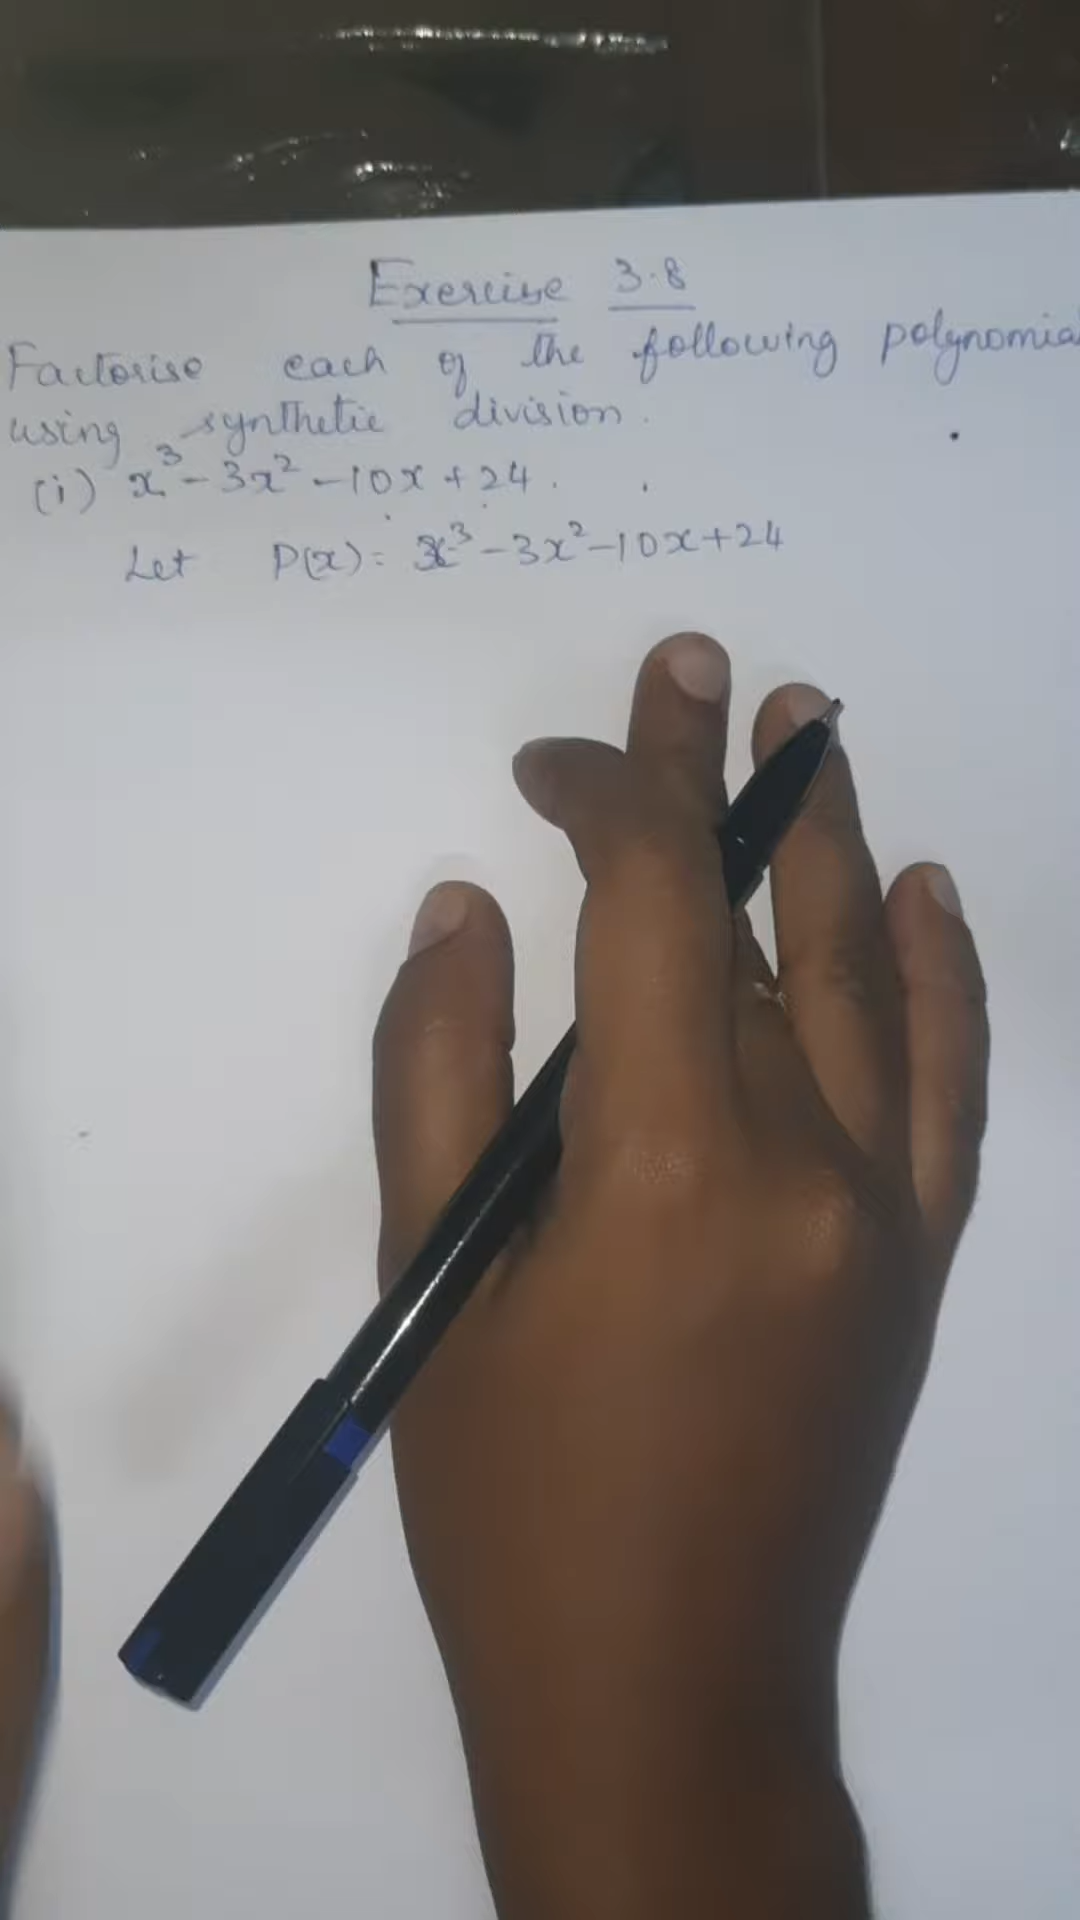 Exercise 3.8
Factorise each of the following polynomia
using synthetic division.
(i) x³ - 3x² - 10x + 24.
Let P(x) = x³ - 3x² - 10x + 24